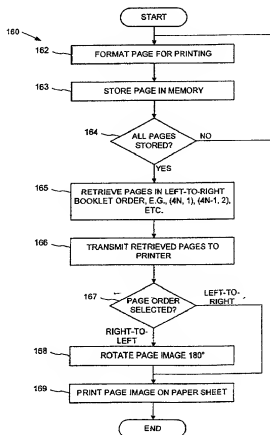 START
160
162
FORMAT PAGE FOR PRINTING
163
STORE PAGE IN MEMORY
164
ALL PAGES
STORED?
NO
YES
165
RETRIEVE PAGES IN LEFT-TO-RIGHT
BOOKLET ORDER, E.G., (4N, 1), (4N-1, 2),
ETC.
166
TRANSMIT RETRIEVED PAGES TO
PRINTER
167
PAGE ORDER
SELECTED?
LEFT-TO-
RIGHT
RIGHT-TO-
LEFT
168
ROTATE PAGE IMAGE 180°
169
PRINT PAGE IMAGE ON PAPER SHEET
END